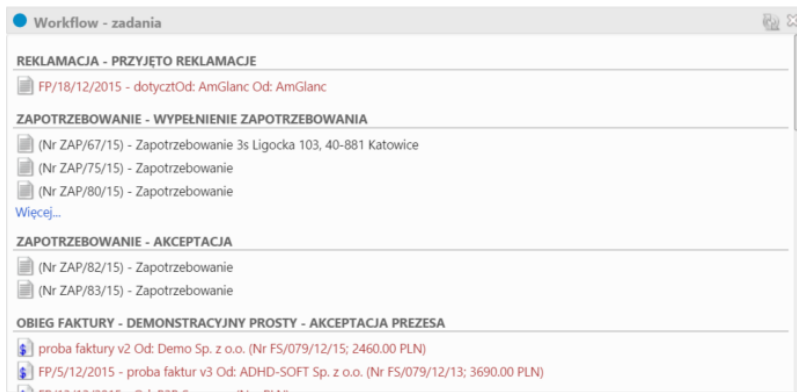 Workflow - zadania
REKLAMACJA - PRZYJĘTO REKLAMACJE
FP/18/12/2015 - dotycztOd: AmGlanc Od: AmGlanc
ZAPOTRZEBOWANIE - WYPEŁNIENIE ZAPOTRZEBOWANIA
(Nr ZAP/67/15) - Zapotrzebowanie 3s Ligocka 103, 40-881 Katowice
(Nr ZAP/75/15) - Zapotrzebowanie
(Nr ZAP/80/15) - Zapotrzebowanie
Więcej...
ZAPOTRZEBOWANIE - AKCEPTACJA
(Nr ZAP/82/15) - Zapotrzebowanie
(Nr ZAP/83/15) - Zapotrzebowanie
OBIEG FAKTURY - DEMONSTRACYJNY PROSTY - AKCEPTACJA PREZESA
proba faktury v2 Od: Demo Sp. z o.o. (Nr FS/079/12/15; 2460.00 PLN)
FP/5/12/2015 - proba faktur v3 Od: ADHD-SOFT Sp. z o.o. (Nr FS/079/12/13; 3690.00 PLN)